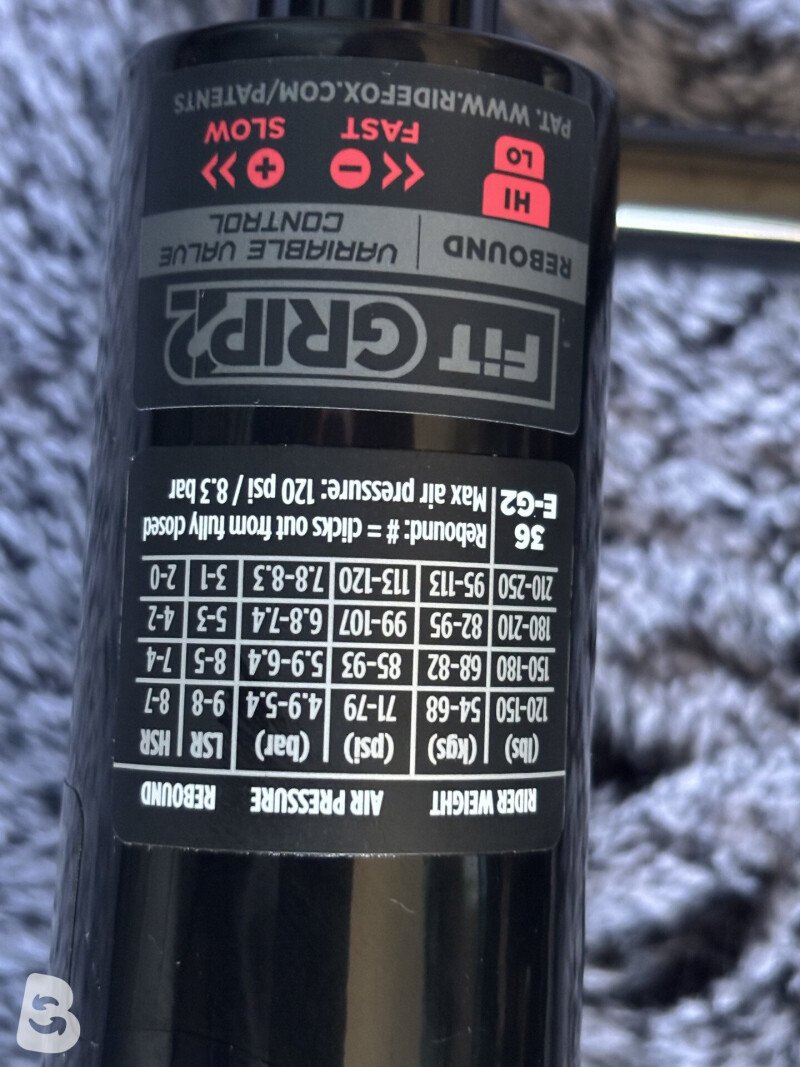 RIDER WEIGHT AIR PRESSURE REBOUND
(lbs) (kgs) (psi) (bar) LSR HSR
120-150 54-68 71-79 4.9-5.4 9-8 8-7
150-180 68-82 85-93 5.9-6.4 8-5 7-4
180-210 82-95 99-107 6.8-7.4 5-3 4-2
210-250 95-113 113-120 7.8-8.3 3-1 2-0
36 Rebound: # = clicks out from fully closed
E-G2 Max air pressure: 120 psi / 8.3 bar
FiT GRIP2
REBOUND VARIABLE VALVE
CONTROL
HI
LO
FAST
SLOW
PAT. WWW.RIDEFOX.COM/PATENTS